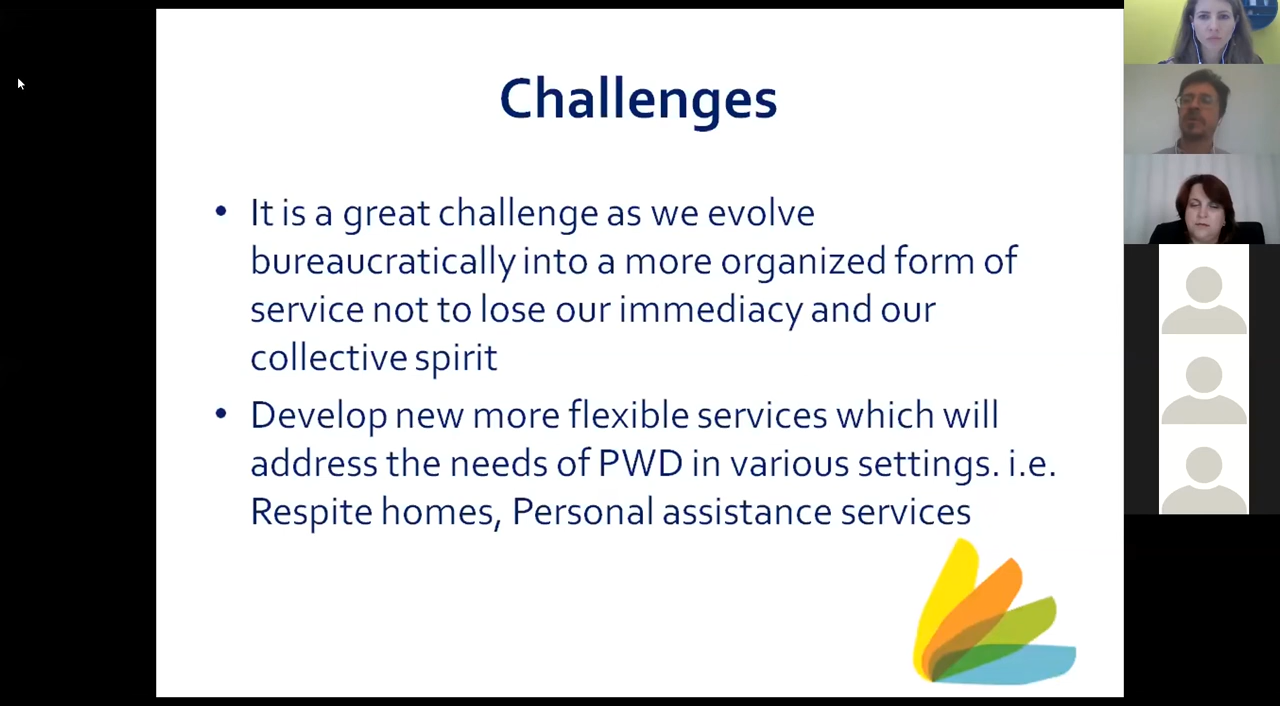 Challenges
• It is a great challenge as we evolve
bureaucratically into a more organized form of
service not to lose our immediacy and our
collective spirit
• Develop new more flexible services which will
address the needs of PWD in various settings. i.e.
Respite homes, Personal assistance services